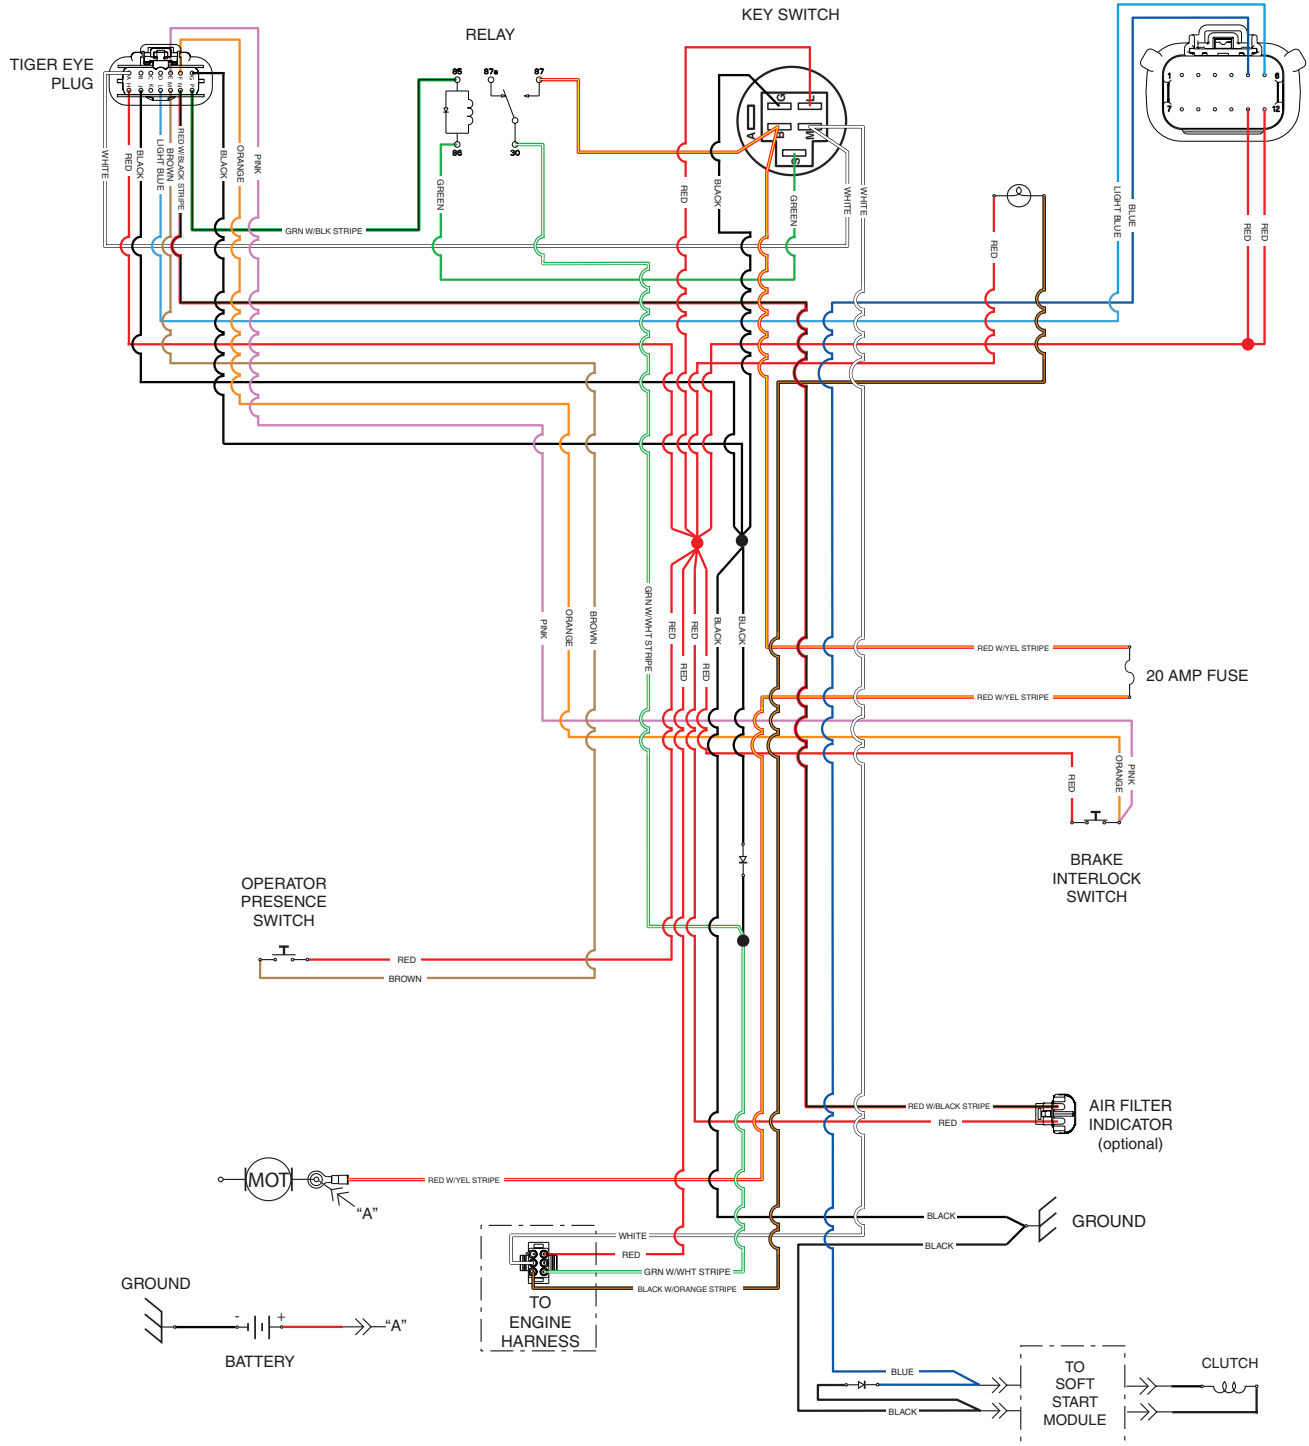 KEY SWITCH
RELAY
TIGER EYE
PLUG
85
87a
87
86
30
G
L
A
B
M
S
1
6
7
12
WHITE
RED
BLACK
LIGHT BLUE
BROWN
RED W/BLACK STRIPE
BLACK
ORANGE
PINK
GREEN
GRN W/BLK STRIPE
RED
BLACK
GREEN
WHITE
WHITE
RED
LIGHT BLUE
BLUE
RED
RED
PINK
ORANGE
BROWN
GRN W/WHT STRIPE
RED
RED
RED
RED
BLACK
BLACK
RED W/YEL STRIPE
20 AMP FUSE
RED W/YEL STRIPE
RED
ORANGE
PINK
BRAKE
INTERLOCK
SWITCH
OPERATOR
PRESENCE
SWITCH
RED
BROWN
RED W/BLACK STRIPE
RED
AIR FILTER
INDICATOR
(optional)
MOT
RED W/YEL STRIPE
"A"
BLACK
GROUND
BLACK
WHITE
RED
GRN W/WHT STRIPE
BLACK W/ORANGE STRIPE
TO
ENGINE
HARNESS
GROUND
-
+
"A"
BATTERY
BLUE
BLACK
TO
SOFT
START
MODULE
CLUTCH